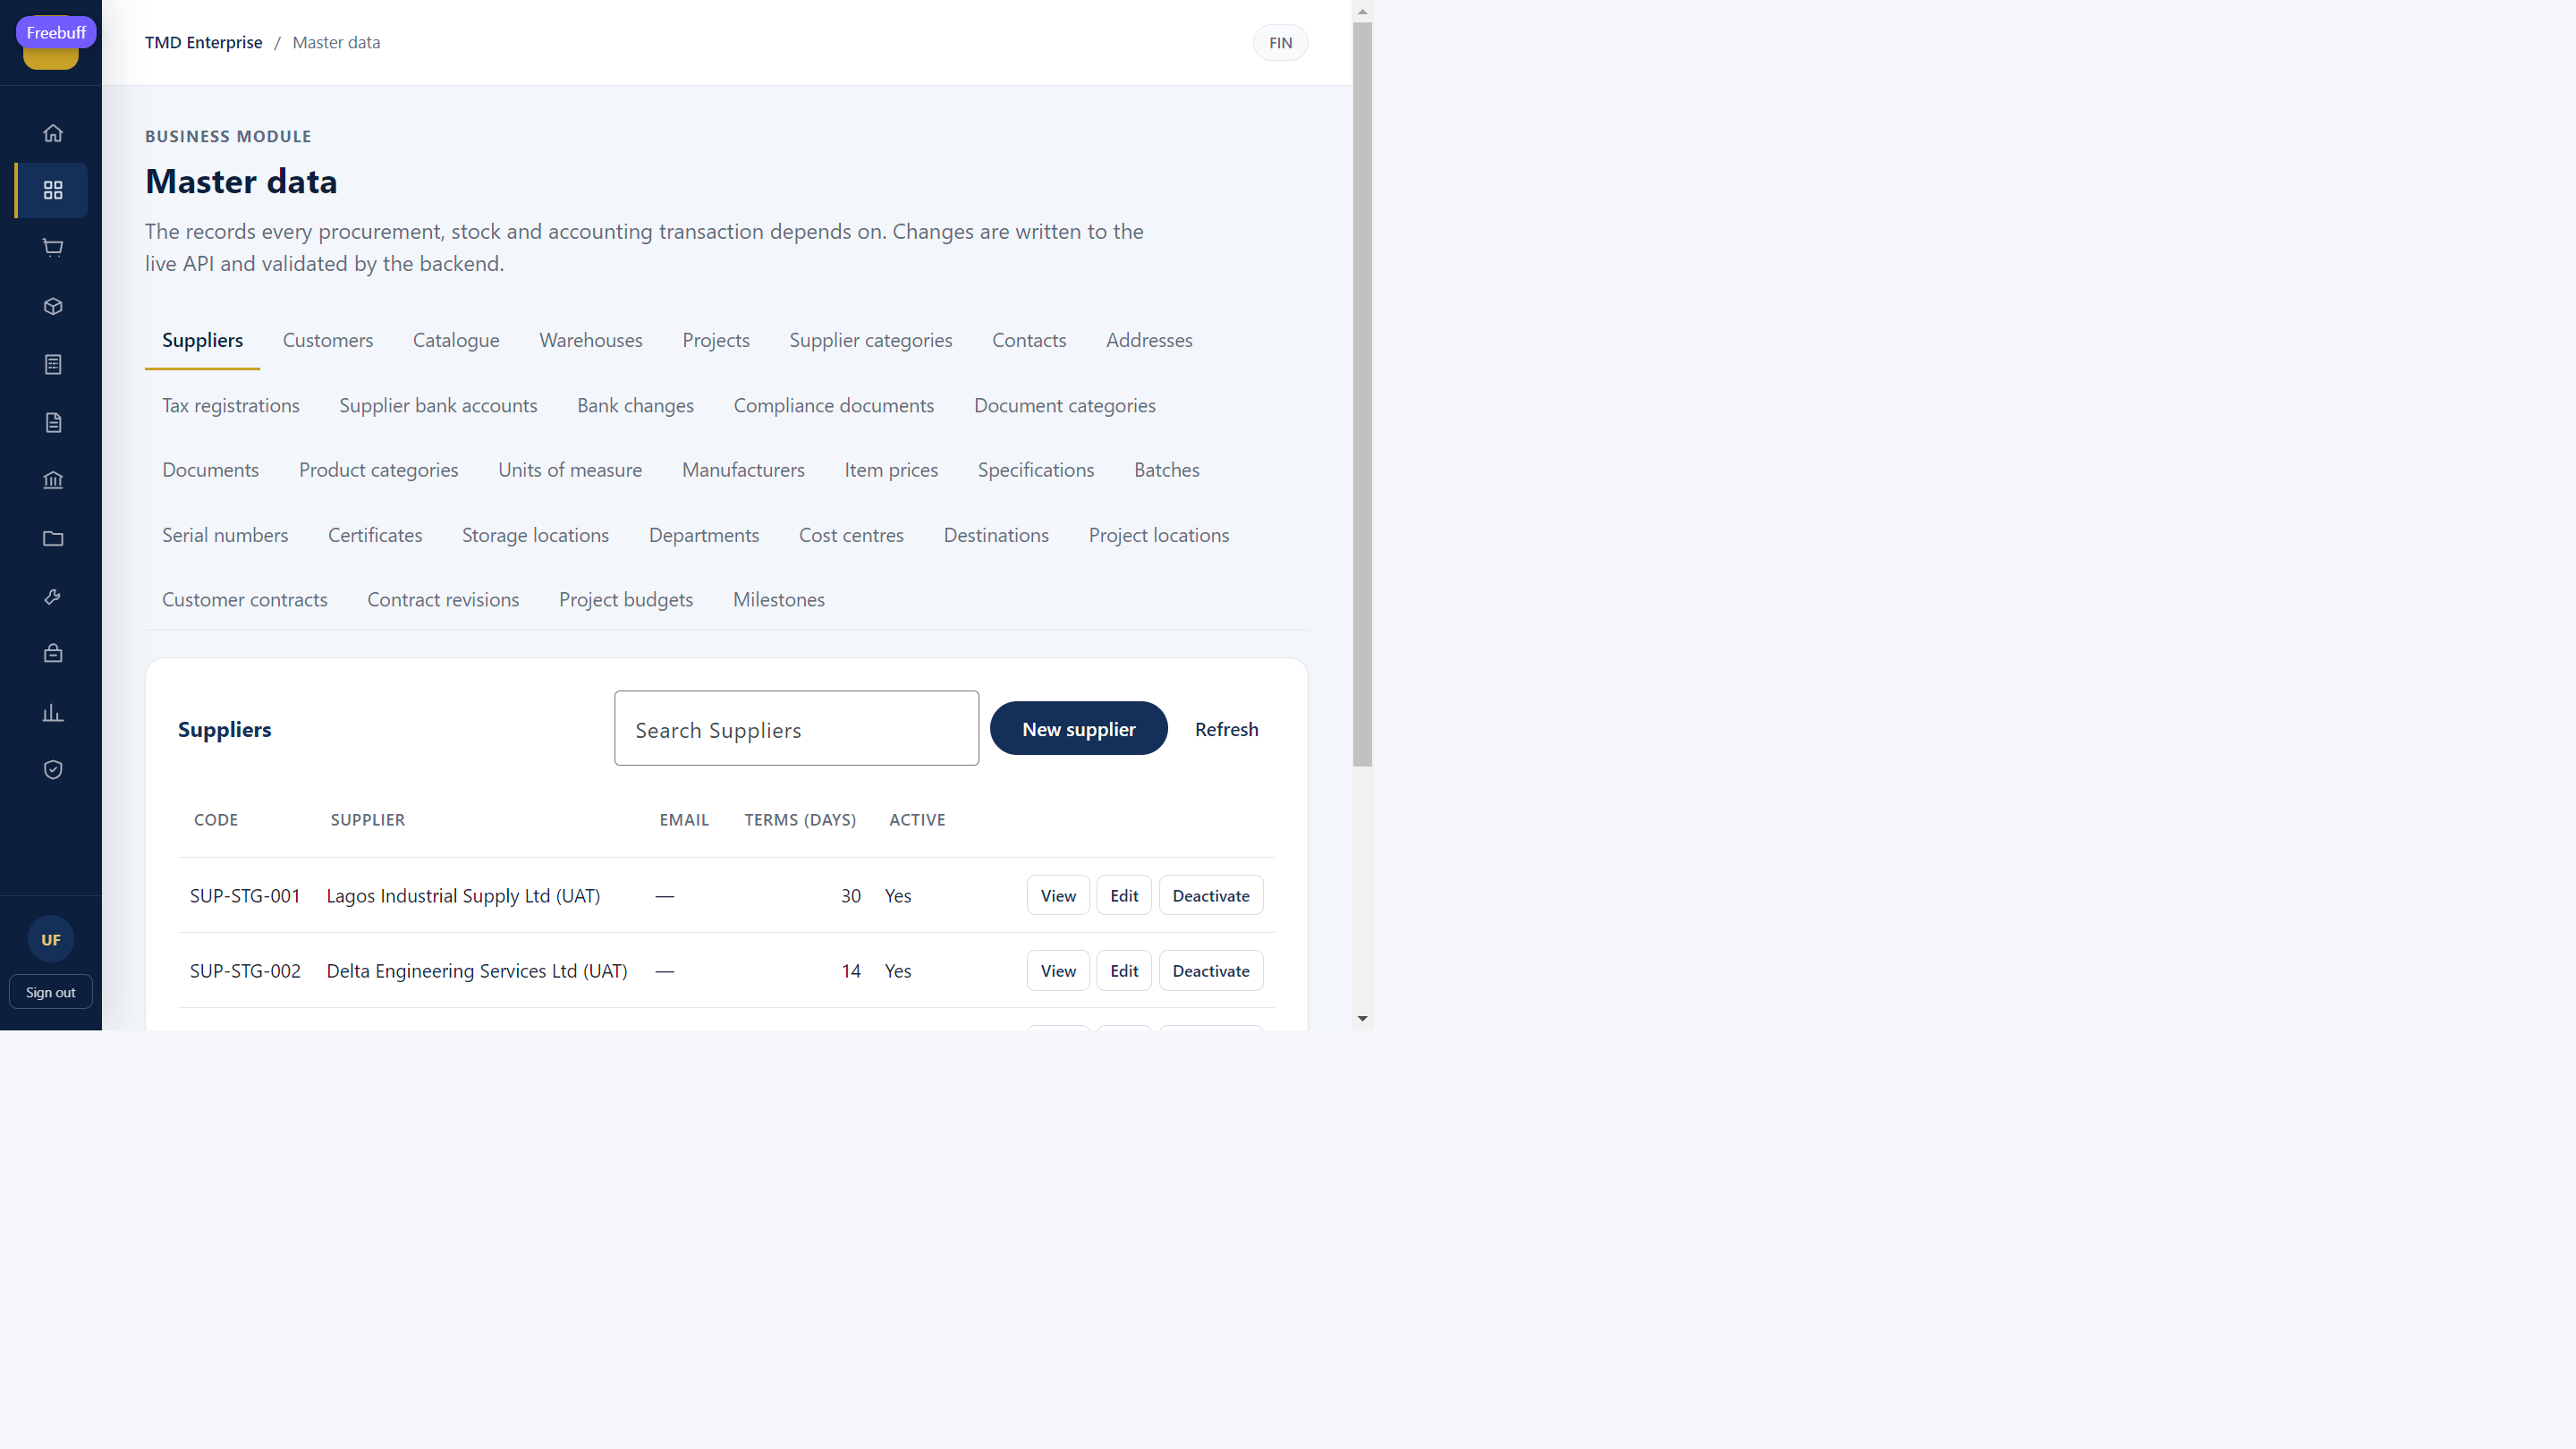 Freebuff
TMD Enterprise / Master data
FIN
BUSINESS MODULE
Master data
The records every procurement, stock and accounting transaction depends on. Changes are written to the
live API and validated by the backend.
Suppliers Customers Catalogue Warehouses Projects Supplier categories Contacts Addresses
Tax registrations Supplier bank accounts Bank changes Compliance documents Document categories
Documents Product categories Units of measure Manufacturers Item prices Specifications Batches
Serial numbers Certificates Storage locations Departments Cost centres Destinations Project locations
Customer contracts Contract revisions Project budgets Milestones
Suppliers Search Suppliers New supplier Refresh
CODE SUPPLIER EMAIL TERMS (DAYS) ACTIVE
SUP-STG-001 Lagos Industrial Supply Ltd (UAT) — 30 Yes View Edit Deactivate
SUP-STG-002 Delta Engineering Services Ltd (UAT) — 14 Yes View Edit Deactivate
UF
Sign out